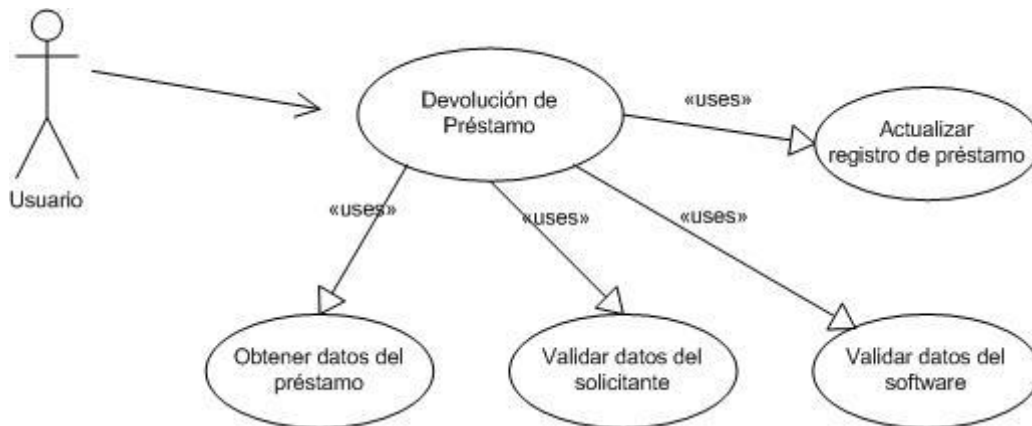 Usuario
Devolución de
Préstamo
«uses»
Actualizar
registro de préstamo
«uses»
«uses»
«uses»
Obtener datos del
préstamo
Validar datos del
solicitante
Validar datos del
software